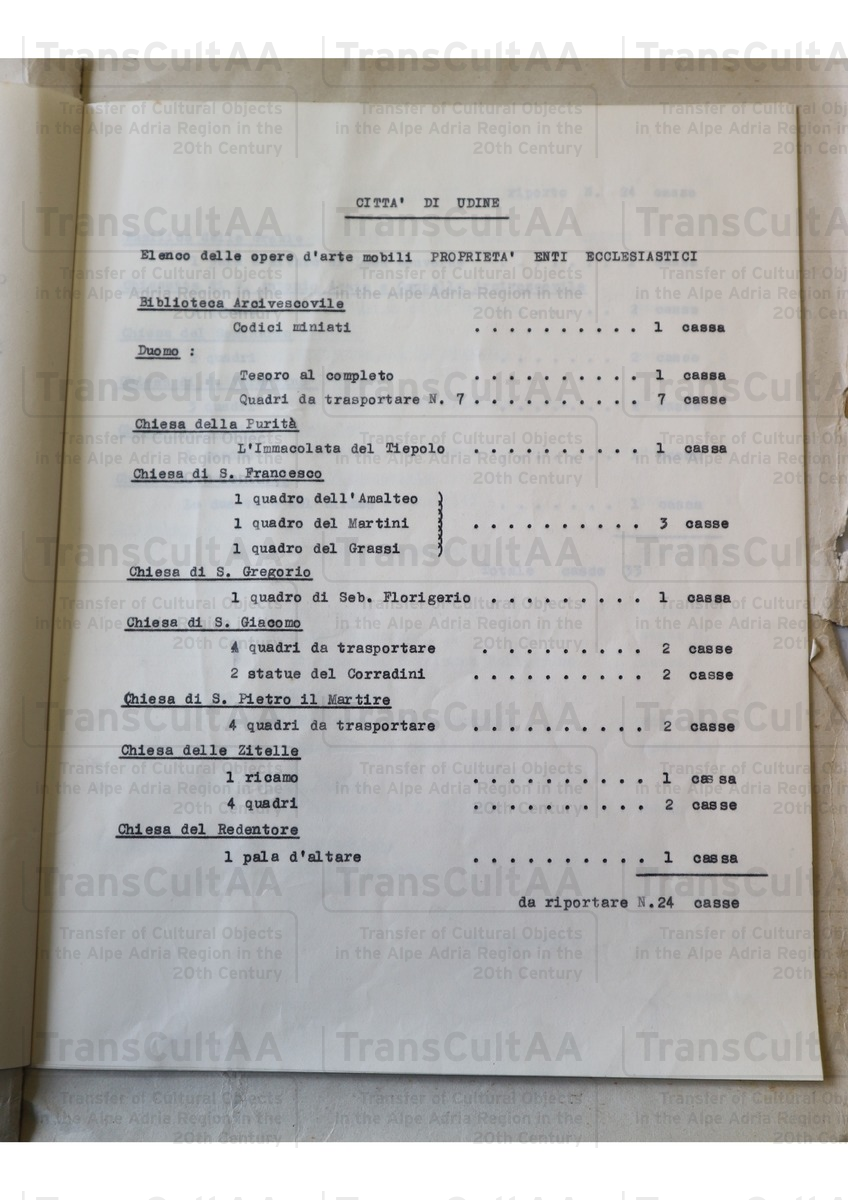 CITTA' DI UDINE
Elenco delle opere d'arte mobili PROPRIETA' ENTI ECCLESIASTICI
Biblioteca Arcivescovile
Codici miniati . . . . . . . . . . 1 cassa
Duomo :
Tesoro al completo . . . . . . . . . . 1 cassa
Quadri da trasportare N. 7 . . . . . . . . . . 7 casse
Chiesa della Purità
L'Immacolata del Tiepolo . . . . . . . . . . 1 cassa
Chiesa di S. Francesco
1 quadro dell'Amalteo )
1 quadro del Martini ) . . . . . . . . . . 3 casse
1 quadro del Grassi )
Chiesa di S. Gregorio
1 quadro di Seb. Florigerio . . . . . . . . . 1 cassa
Chiesa di S. Giacomo
4 quadri da trasportare . . . . . . . . . 2 casse
2 statue del Corradini . . . . . . . . . . 2 casse
Chiesa di S. Pietro il Martire
4 quadri da trasportare . . . . . . . . . . 2 casse
Chiesa delle Zitelle
1 ricamo . . . . . . . . . . 1 cassa
4 quadri . . . . . . . . . . 2 casse
Chiesa del Redentore
1 pala d'altare . . . . . . . . . . 1 cassa
da riportare N.24 casse
TransCultAA
Transfer of Cultural Objects
in the Alpe Adria Region in the
20th Century